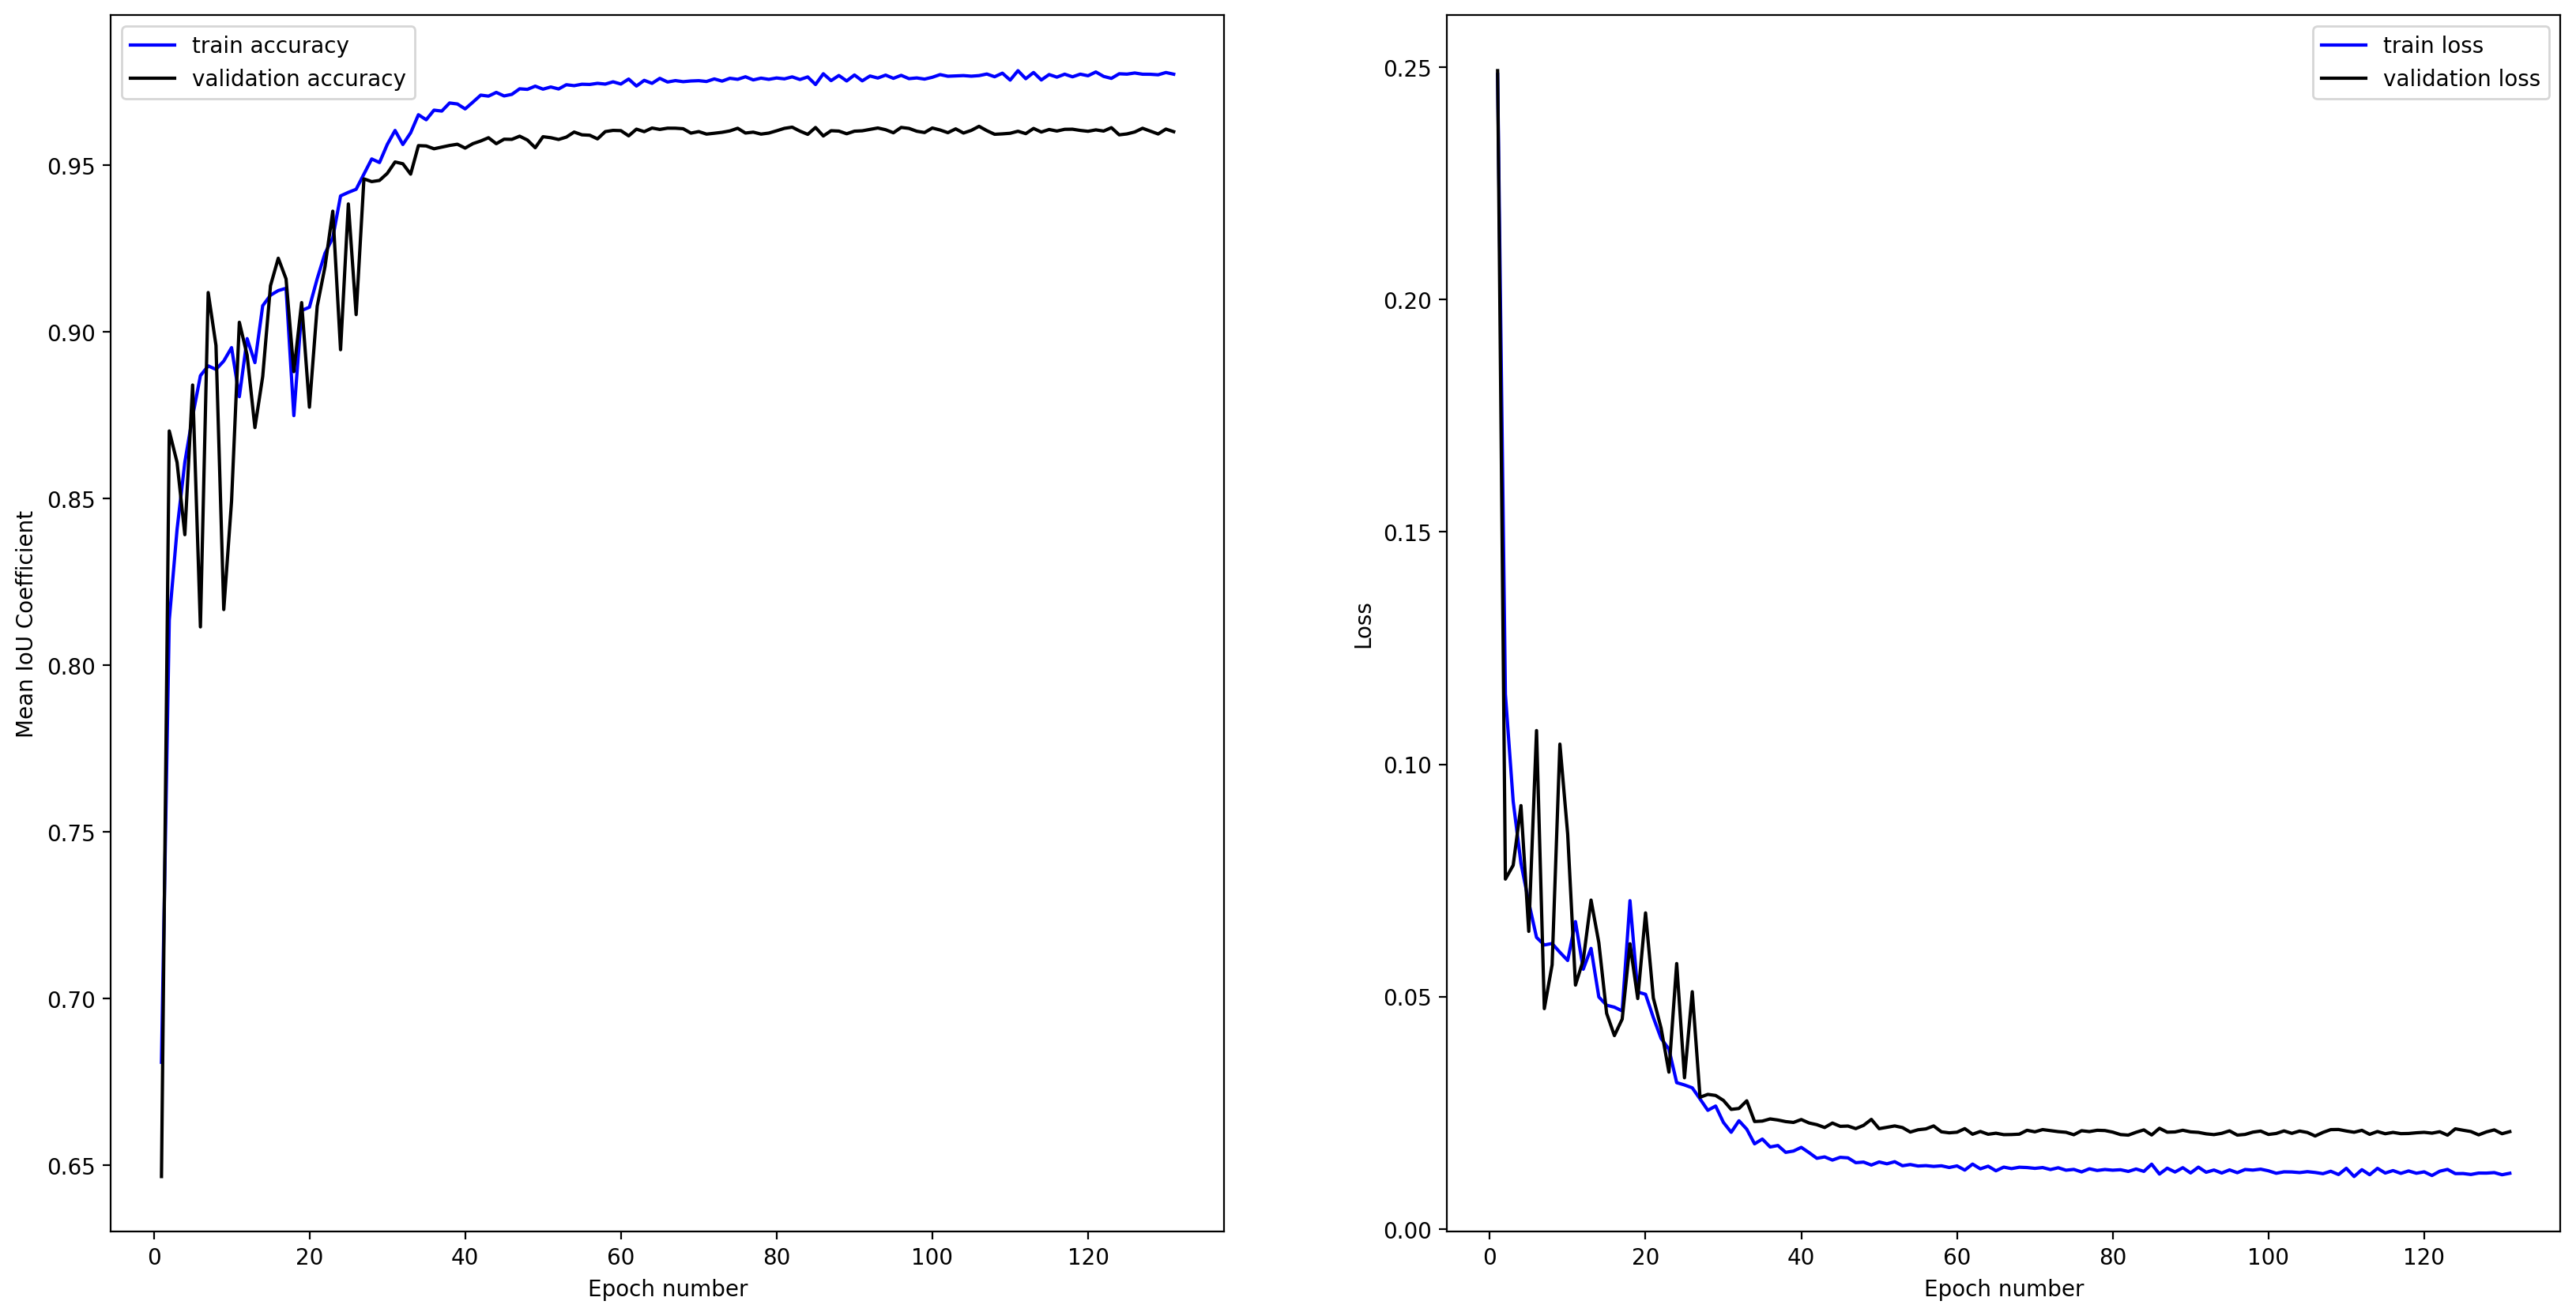 train accuracy
validation accuracy
0.95
0.90
0.85
0.80
0.75
0.70
0.65
Mean IoU Coefficient
0 20 40 60 80 100 120
Epoch number
train loss
validation loss
0.25
0.20
0.15
0.10
0.05
0.00
Loss
0 20 40 60 80 100 120
Epoch number